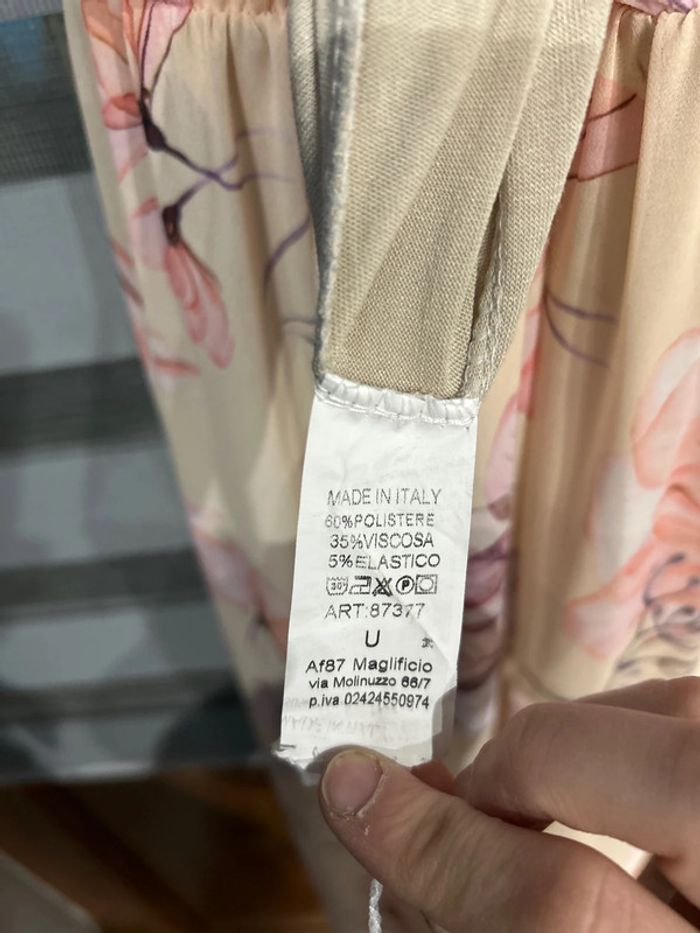 MADE IN ITALY
60%POLISTERE
35%VISCOSA
5%ELASTICO
30° P
ART:87377
U
Af87 Maglificio
via Molinuzzo 66/7
p.iva 02424550974